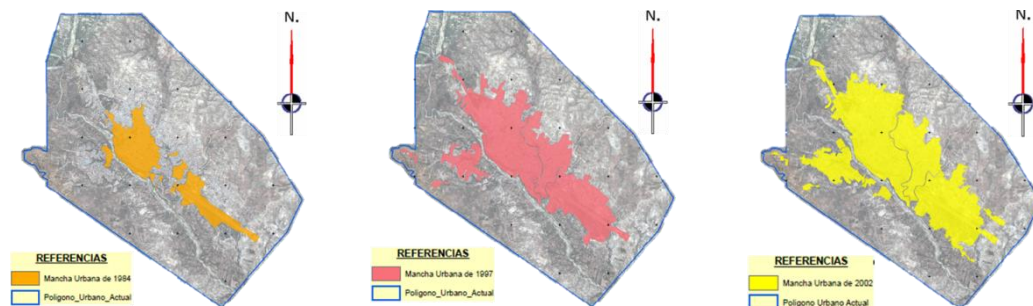 N.
REFERENCIAS
Mancha Urbana de 1984
Poligono_Urbano_Actual
N.
REFERENCIAS
Mancha Urbana de 1997
Poligono_Urbano_Actual
N.
REFERENCIAS
Mancha Urbana de 2002
Poligono Urbano Actual